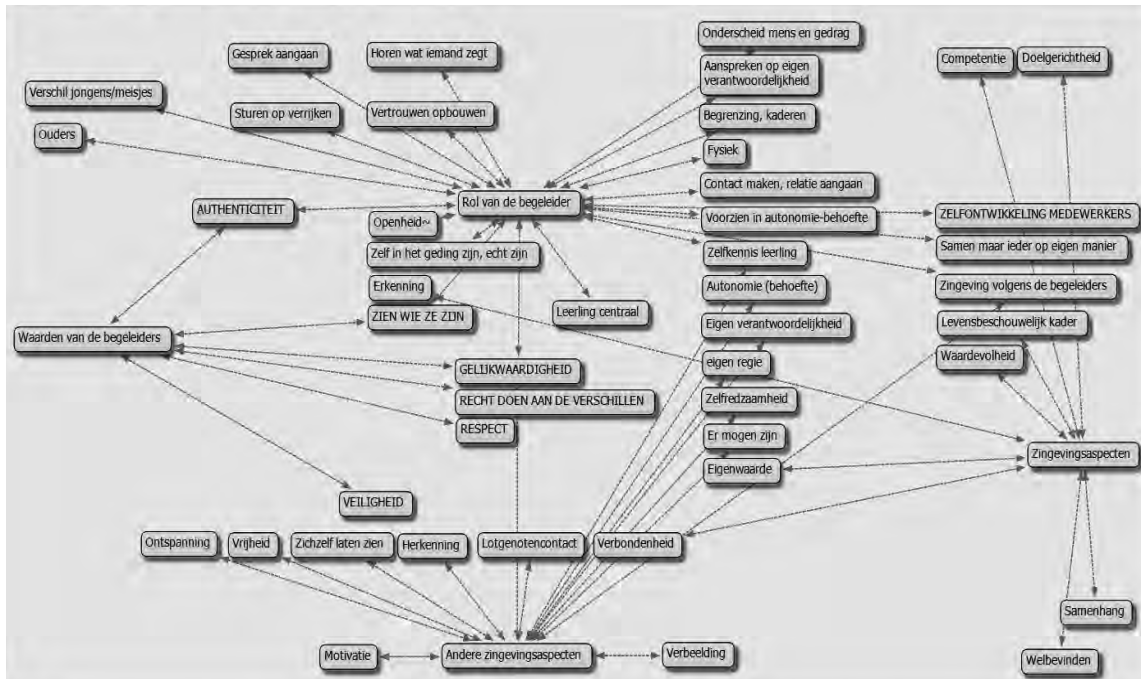 Onderscheid mens en gedrag
Gesprek aangaan
Horen wat iemand zegt
Competentie
Doelgerichtheid
Aanspreken op eigen
verantwoordelijkheid
Verschil jongens/meisjes
Sturen op verrijken
Vertrouwen opbouwen
Begrenzing, kaderen
Ouders
Fysiek
Contact maken, relatie aangaan
Rol van de begeleider
AUTHENTICITEIT
Openheid~
Voorzien in autonomie-behoefte
ZELFONTWIKKELING MEDEWERKERS
Zelf in het geding zijn, echt zijn
Zelfkennis leerling
Samen maar ieder op eigen manier
Erkenning
Autonomie (behoefte)
Zingeving volgens de begeleiders
Leerling centraal
ZIEN WIE ZE ZIJN
Eigen verantwoordelijkheid
Levensbeschouwelijk kader
Waarden van de begeleiders
eigen regie
Waardevolheid
GELIJKWAARDIGHEID
RECHT DOEN AAN DE VERSCHILLEN
Zelfredzaamheid
RESPECT
Er mogen zijn
Zingevingsaspecten
Eigenwaarde
VEILIGHEID
Ontspanning
Vrijheid
Zichzelf laten zien
Herkenning
Lotgenotencontact
Verbondenheid
Samenhang
Motivatie
Andere zingevingsaspecten
Verbeelding
Welbevinden